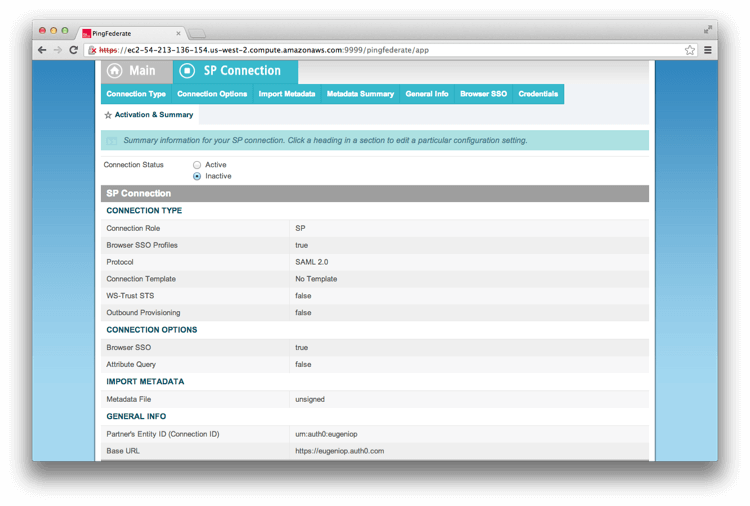 PingFederate
https://ec2-54-213-136-154.us-west-2.compute.amazonaws.com:9999/pingfederate/app
Main SP Connection
Connection Type Connection Options Import Metadata Metadata Summary General Info Browser SSO Credentials
Activation & Summary
Summary information for your SP connection. Click a heading in a section to edit a particular configuration setting.
Connection Status Active
Inactive
SP Connection
CONNECTION TYPE
Connection Role SP
Browser SSO Profiles true
Protocol SAML 2.0
Connection Template No Template
WS-Trust STS false
Outbound Provisioning false
CONNECTION OPTIONS
Browser SSO true
Attribute Query false
IMPORT METADATA
Metadata File unsigned
GENERAL INFO
Partner's Entity ID (Connection ID) urn:auth0:eugeniop
Base URL https://eugeniop.auth0.com